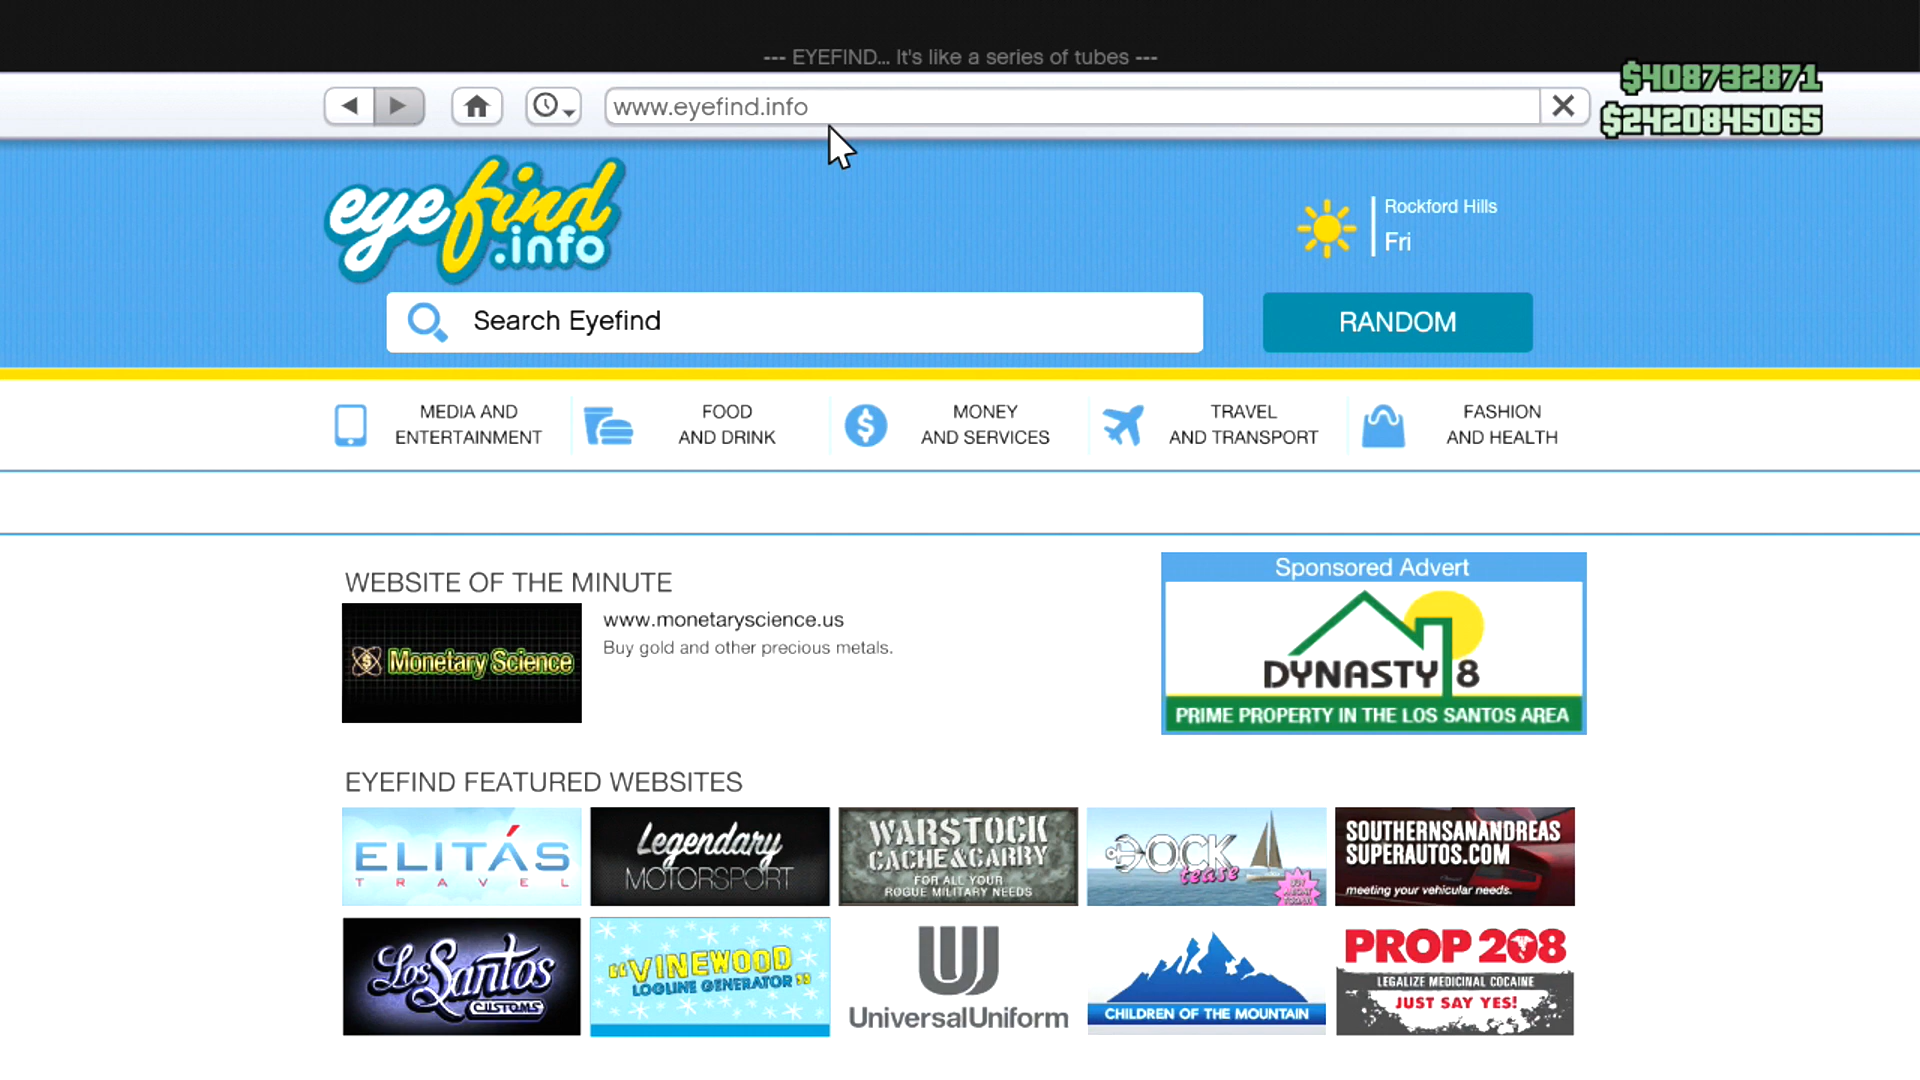 --- EYEFIND... It's like a series of tubes ---
$408732871
www.eyefind.info
$2420845065
eyefind
.info
Rockford Hills
Fri
Search Eyefind
RANDOM
MEDIA AND
ENTERTAINMENT
FOOD
AND DRINK
MONEY
AND SERVICES
TRAVEL
AND TRANSPORT
FASHION
AND HEALTH
WEBSITE OF THE MINUTE
Monetary Science
www.monetaryscience.us
Buy gold and other precious metals.
Sponsored Advert
DYNASTY 8
PRIME PROPERTY IN THE LOS SANTOS AREA
EYEFIND FEATURED WEBSITES
ELITÁS
TRAVEL
Legendary
MOTORSPORT
WARSTOCK
CACHE&CARRY
FOR ALL YOUR
ROGUE MILITARY NEEDS
DOCK
tease
SOUTHERNSANANDREAS
SUPERAUTOS.COM
meeting your vehicular needs.
Los Santos
CUSTOMS
"VINEWOOD
LOGLINE GENERATOR"
UniversalUniform
CHILDREN OF THE MOUNTAIN
PROP 208
LEGALIZE MEDICINAL COCAINE
JUST SAY YES!